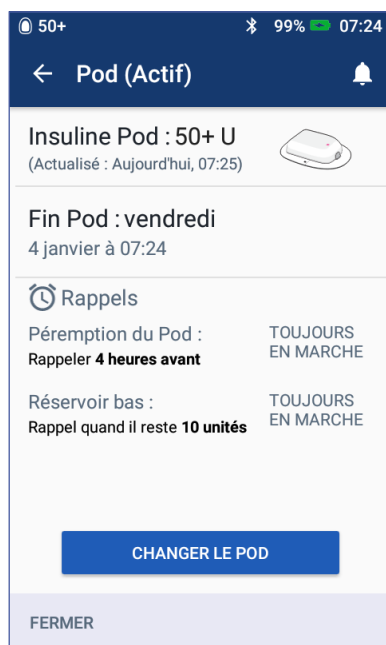 50+ 99% 07:24
Pod (Actif)
Insuline Pod : 50+ U
(Actualisé : Aujourd'hui, 07:25)
Fin Pod : vendredi
4 janvier à 07:24
Rappels
Péremption du Pod : TOUJOURS
Rappeler 4 heures avant EN MARCHE
Réservoir bas : TOUJOURS
Rappel quand il reste 10 unités EN MARCHE
CHANGER LE POD
FERMER